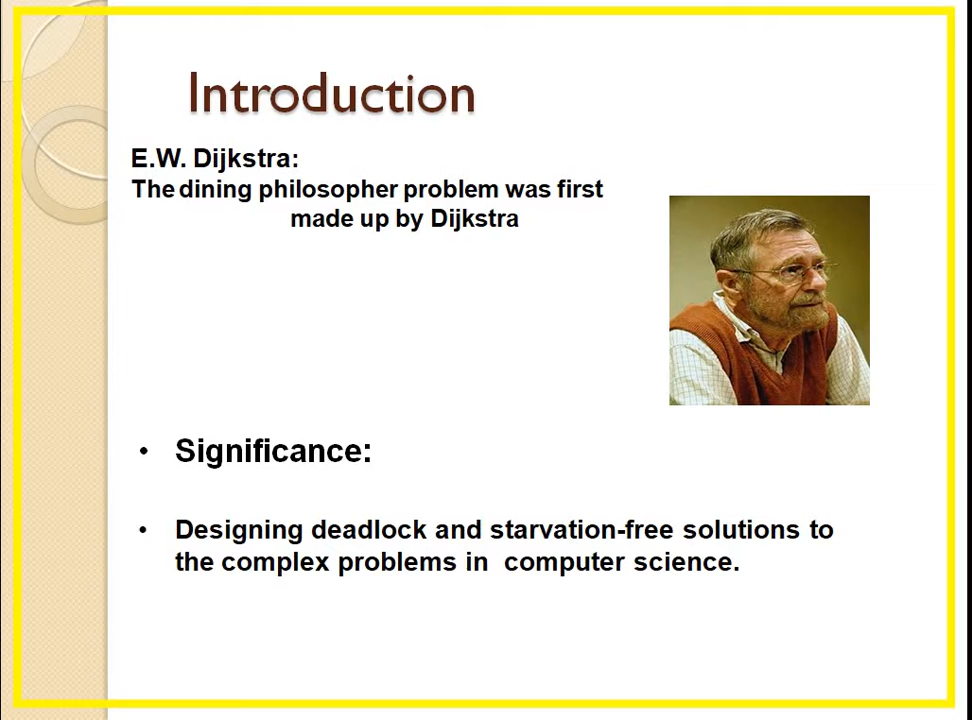 Introduction
E.W. Dijkstra:
The dining philosopher problem was first
made up by Dijkstra
• Significance:
• Designing deadlock and starvation-free solutions to
the complex problems in computer science.